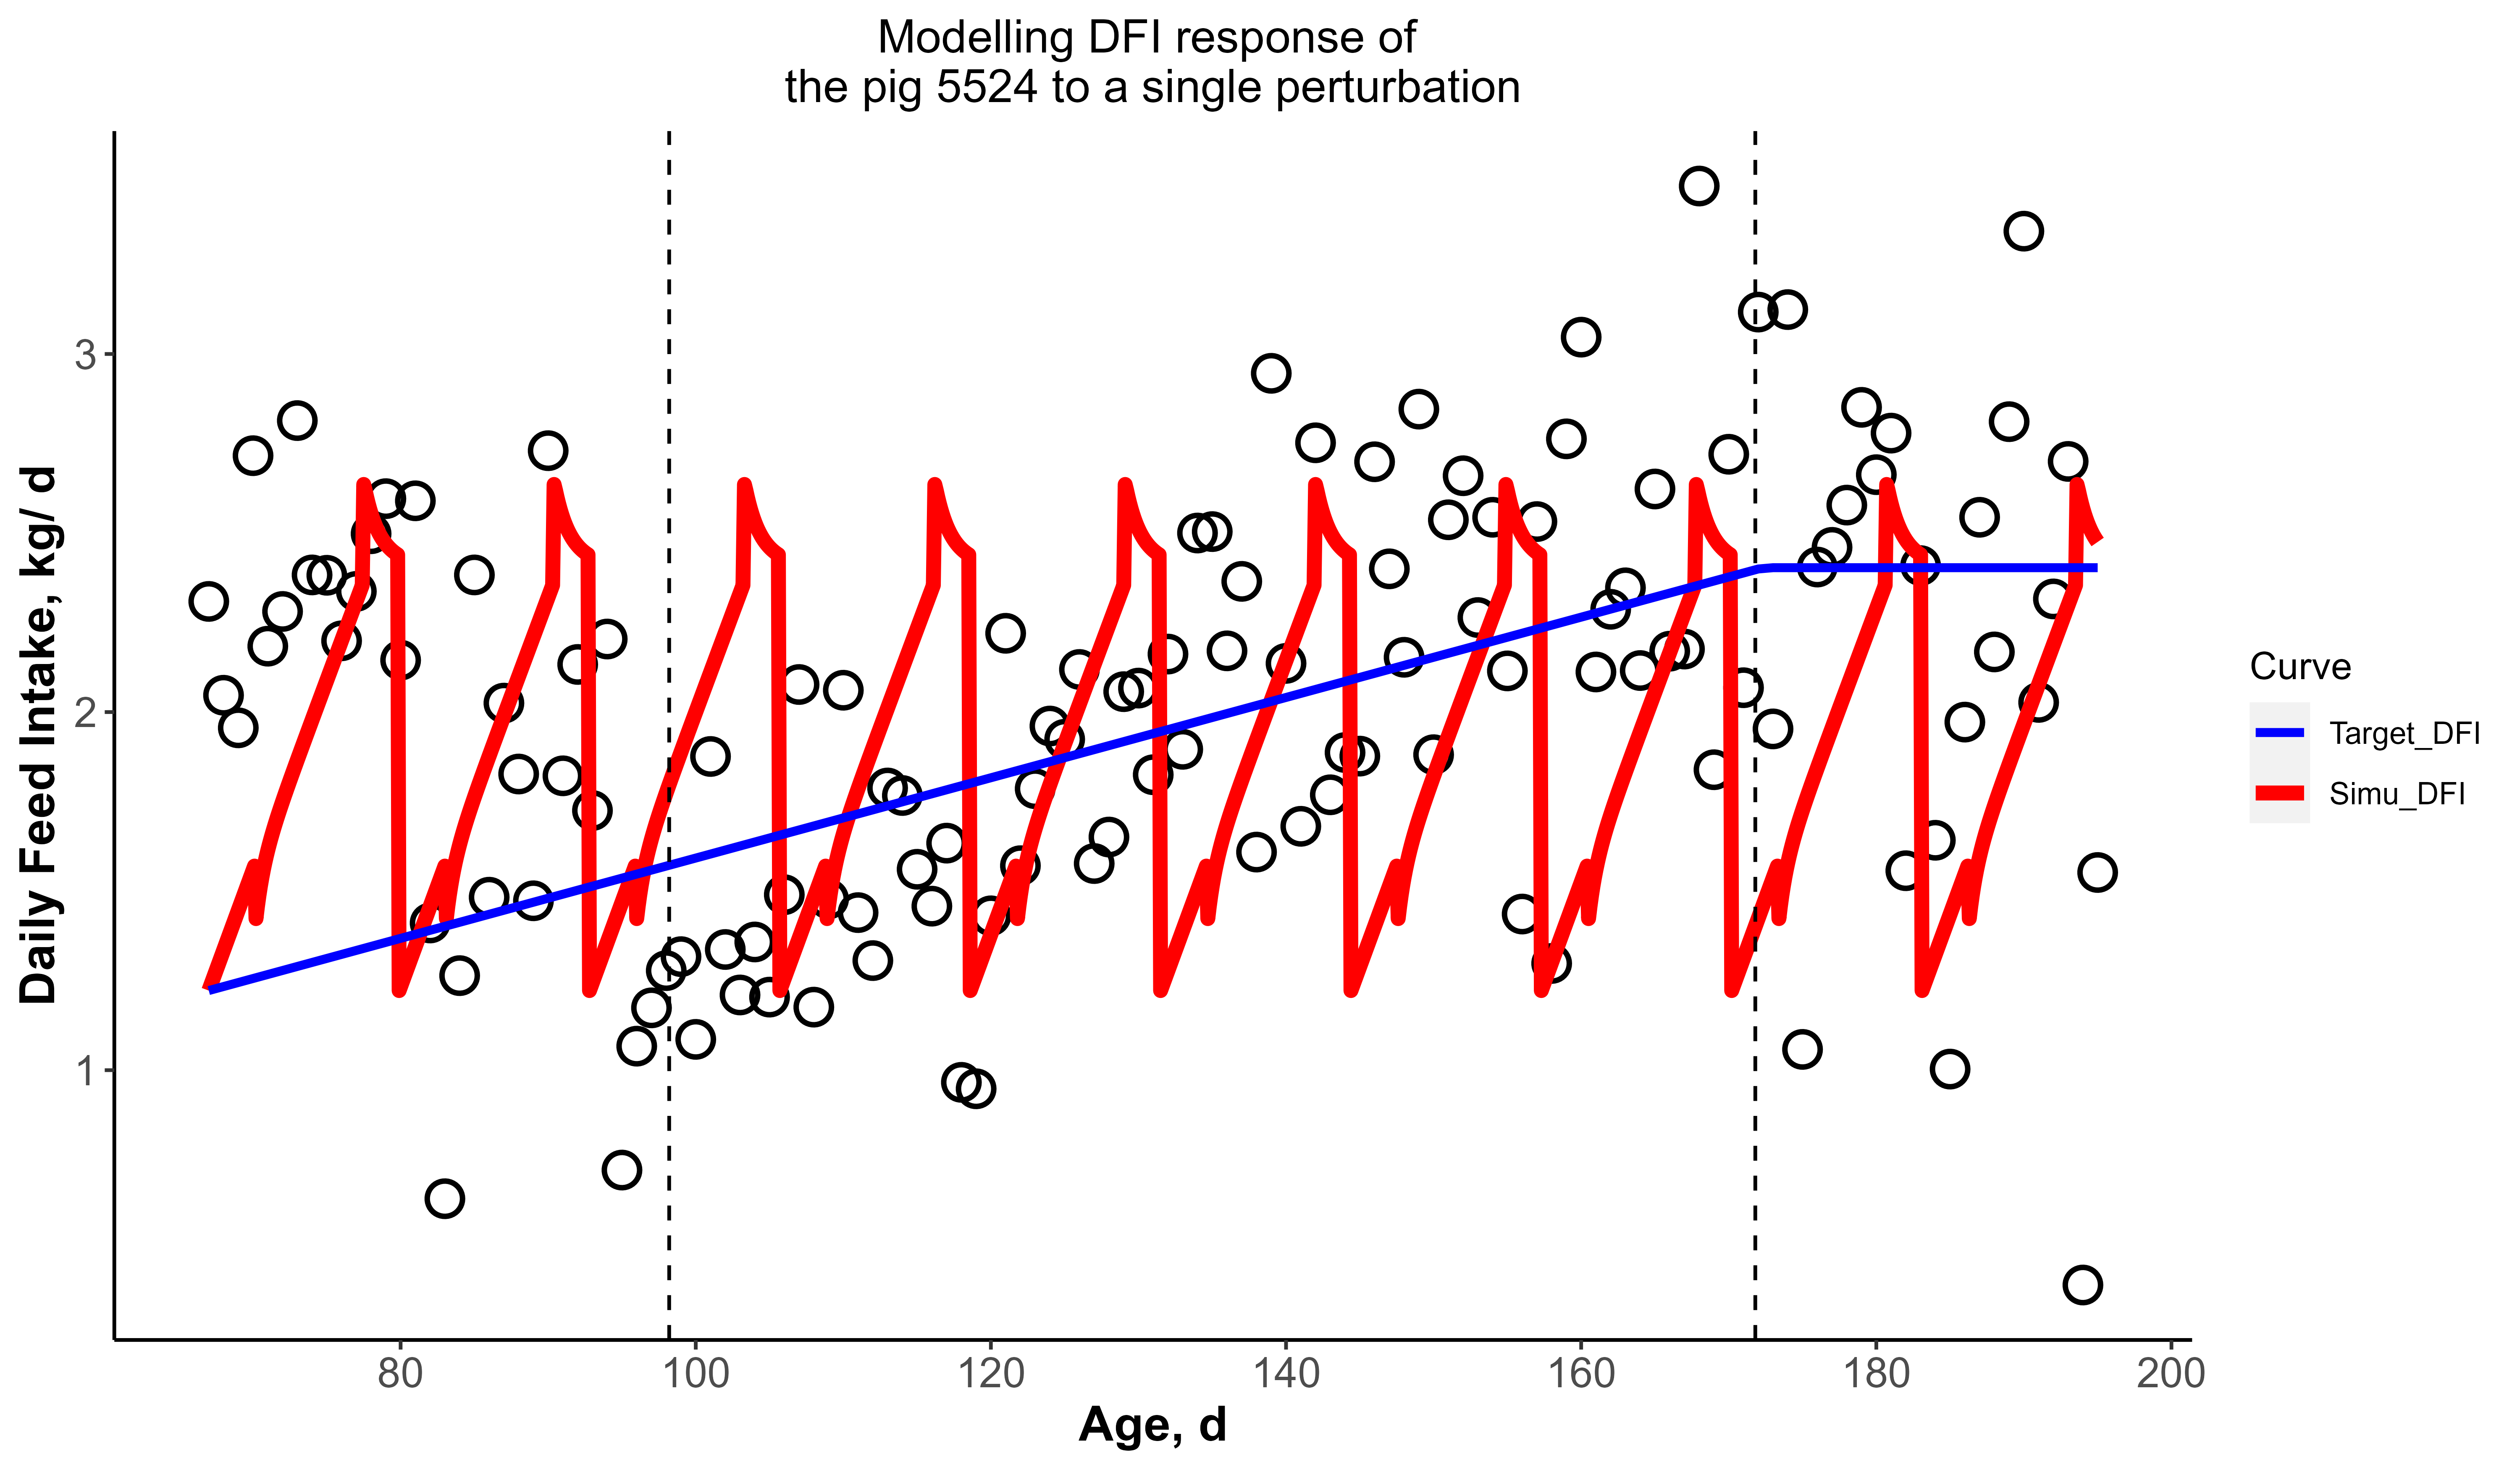 Modelling DFI response of
the pig 5524 to a single perturbation
Daily Feed Intake, kg/ d
3
2
1
80 100 120 140 160 180 200
Age, d
Curve
Target_DFI
Simu_DFI